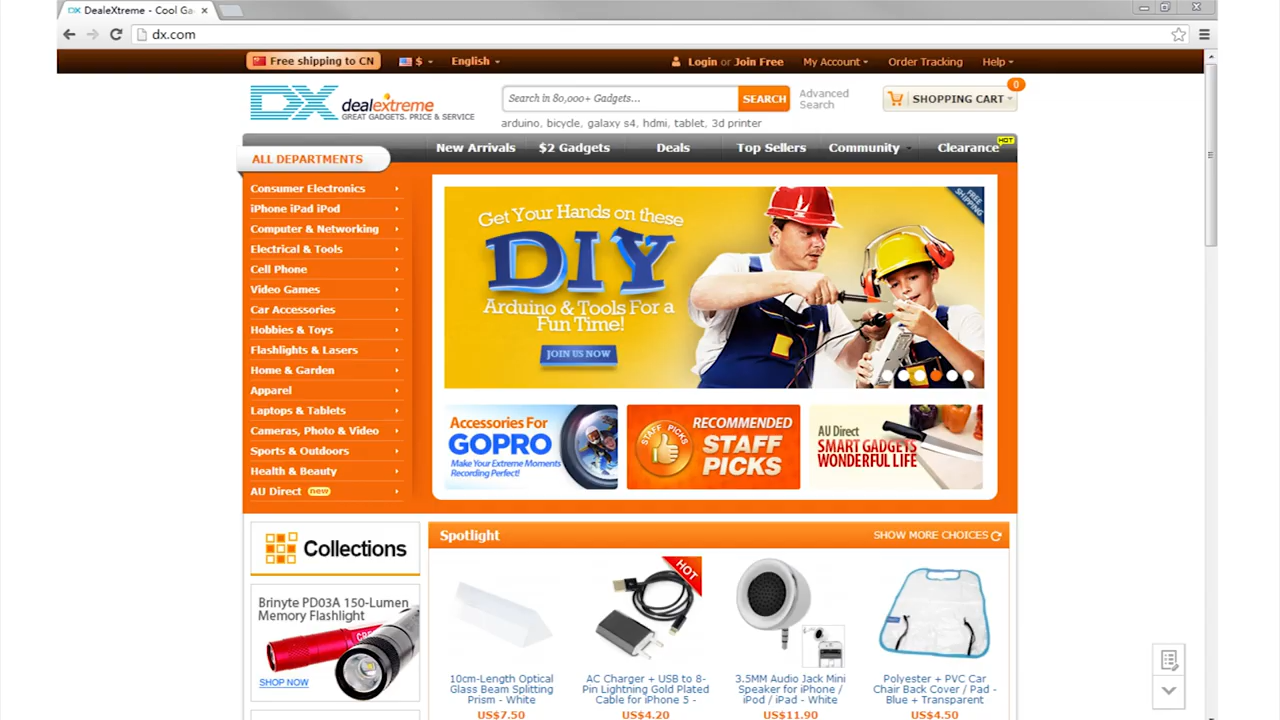 DealeXtreme - Cool Ga
dx.com
Free shipping to CN
$
English
Login or Join Free
My Account
Order Tracking
Help
DX dealextreme
GREAT GADGETS. PRICE & SERVICE
Search in 80,000+ Gadgets...
SEARCH
Advanced
Search
SHOPPING CART
0
arduino, bicycle, galaxy s4, hdmi, tablet, 3d printer
ALL DEPARTMENTS
New Arrivals
$2 Gadgets
Deals
Top Sellers
Community
Clearance
HOT
Consumer Electronics
iPhone iPad iPod
Computer & Networking
Electrical & Tools
Cell Phone
Video Games
Car Accessories
Hobbies & Toys
Flashlights & Lasers
Home & Garden
Apparel
Laptops & Tablets
Cameras, Photo & Video
Sports & Outdoors
Health & Beauty
AU Direct new
Get Your Hands on these
DIY
Arduino & Tools For a
Fun Time!
JOIN US NOW
FREE
SHIPPING
Accessories For
GOPRO
Make Your Extreme Moments
Recording Perfect!
STAFF PICKS
RECOMMENDED
STAFF
PICKS
AU Direct
SMART GADGETS
WONDERFUL LIFE
Collections
Brinyte PD03A 150-Lumen
Memory Flashlight
SHOP NOW
Spotlight
SHOW MORE CHOICES
HOT
10cm-Length Optical
Glass Beam Splitting
Prism - White
US$7.50
AC Charger + USB to 8-
Pin Lightning Gold Plated
Cable for iPhone 5 -
US$4.20
3.5MM Audio Jack Mini
Speaker for iPhone /
iPod / iPad - White
US$11.90
Polyester + PVC Car
Chair Back Cover / Pad -
Blue + Transparent
US$4.50